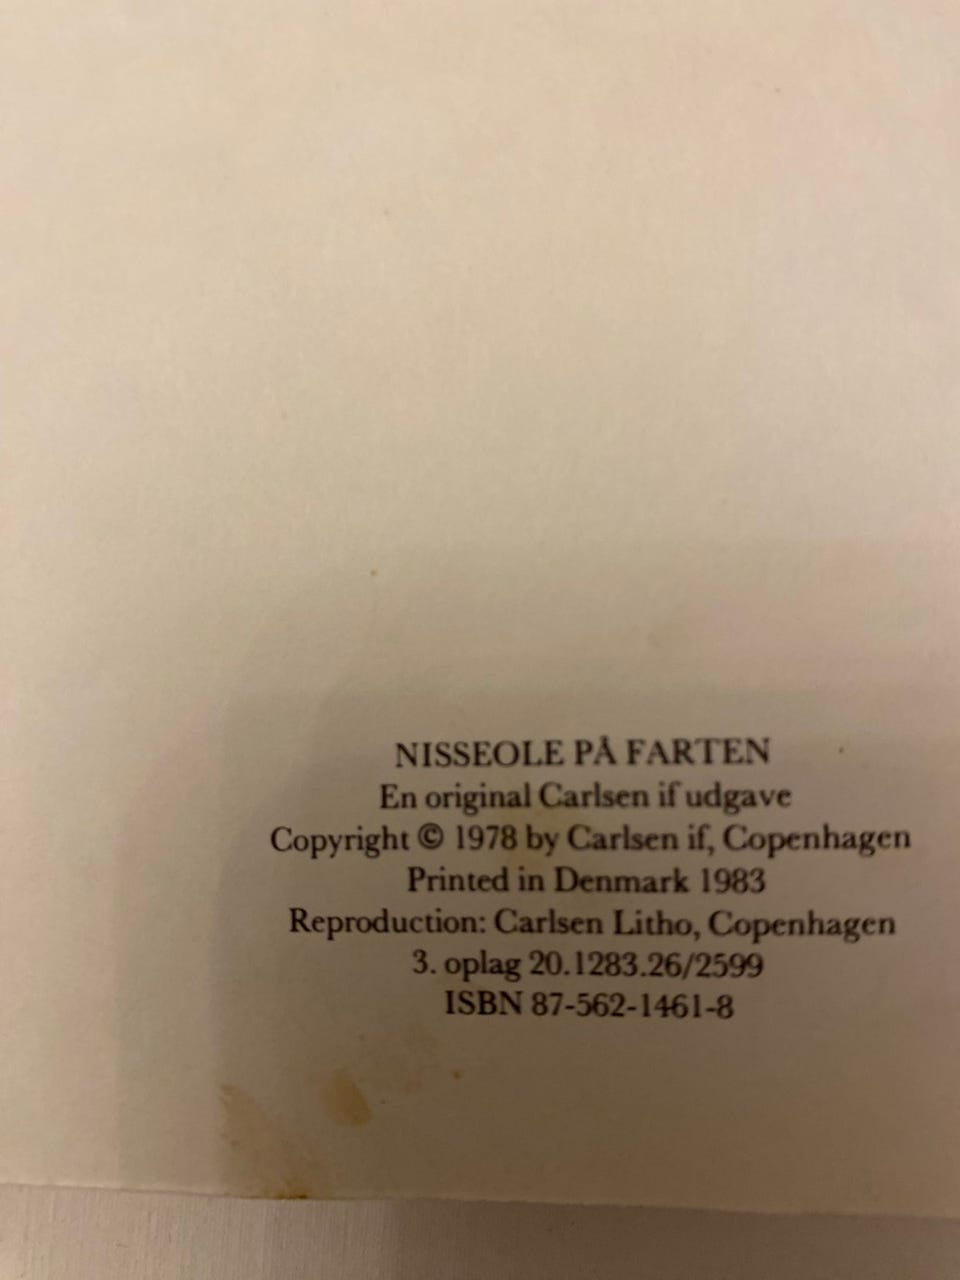 NISSEOLE PÅ FARTEN
En original Carlsen if udgave
Copyright © 1978 by Carlsen if, Copenhagen
Printed in Denmark 1983
Reproduction: Carlsen Litho, Copenhagen
3. oplag 20.1283.26/2599
ISBN 87-562-1461-8